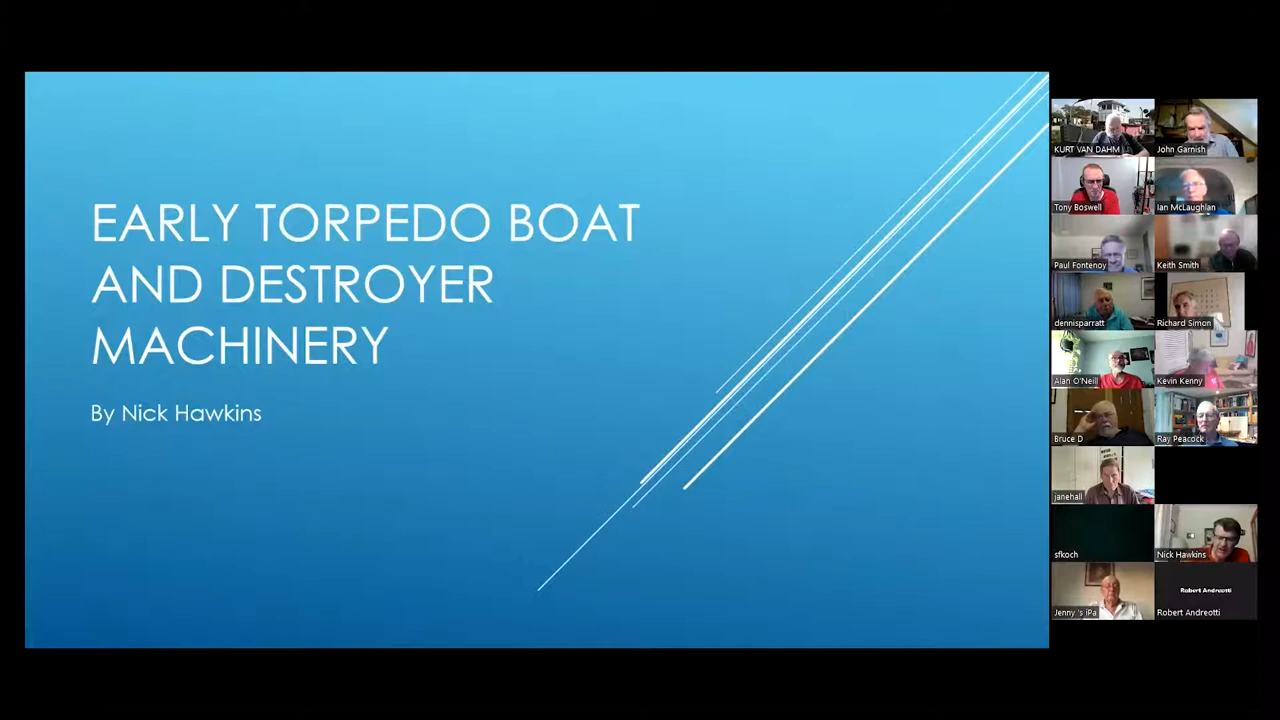 EARLY TORPEDO BOAT
AND DESTROYER
MACHINERY
By Nick Hawkins
KURT VAN DAHM
John Garnish
Tony Boswell
Ian McLaughlan
Paul Fontenoy
Keith Smith
dennisparratt
Richard Simon
Alan O'Neill
Kevin Kenny
Bruce D
Ray Peacock
janehall
sfkoch
Nick Hawkins
Jenny 's iPa
Robert Andreotti
Robert Andreotti